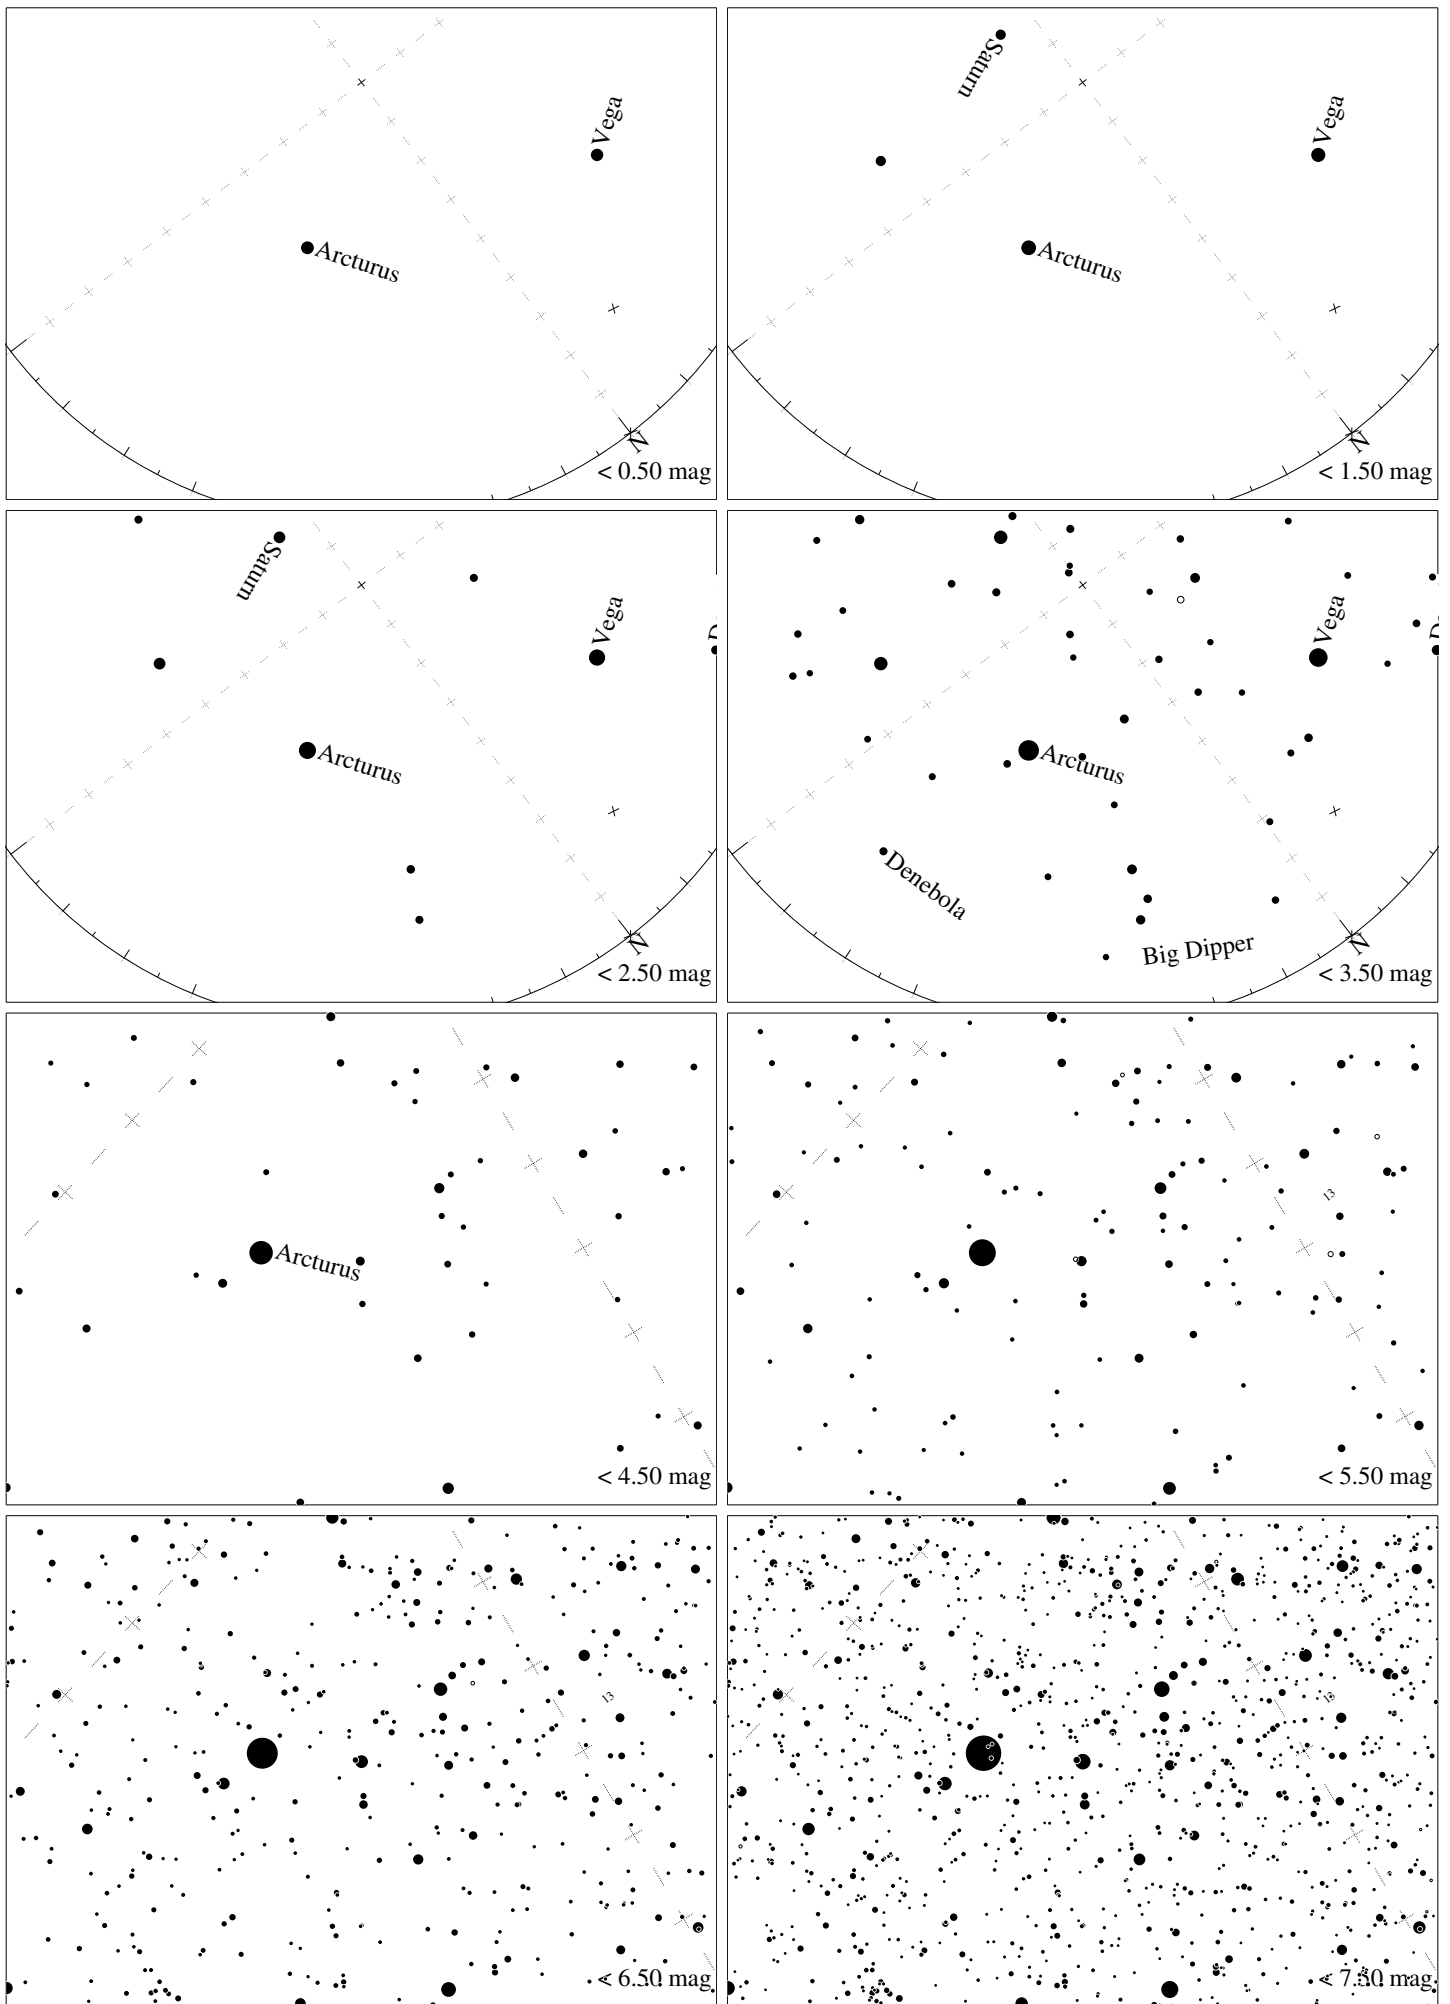 Vega
Arcturus
N
< 0.50 mag
Saturn
Vega
Arcturus
N
< 1.50 mag
Saturn
Vega
Arcturus
N
< 2.50 mag
Vega
Arcturus
Denebola
Big Dipper
N
< 3.50 mag
Arcturus
< 4.50 mag
13
< 5.50 mag
13
< 6.50 mag
13
< 7.50 mag